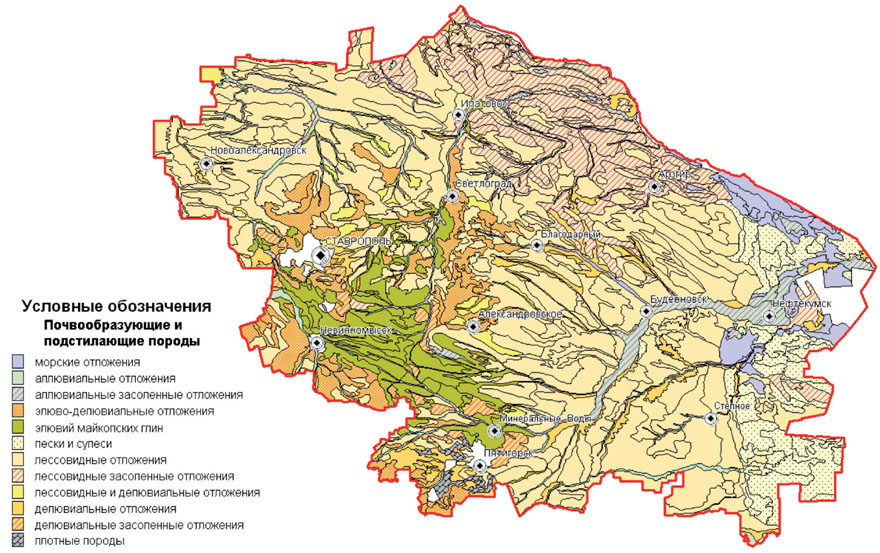 Ипатово
Новоалександровск
Арзгир
Светлоград
СТАВРОПОЛЬ
Благодарный
Буденновск
Нефтекумск
Александровское
Невинномысск
Степное
Минеральные Воды
Пятигорск
Условные обозначения
Почвообразующие и
подстилающие породы
морские отложения
аллювиальные отложения
аллювиальные засоленные отложения
элюво-делювиальные отложения
элювий майкопских глин
пески и супеси
лессовидные отложения
лессовидные засоленные отложения
лессовидные и делювиальные отложения
делювиальные отложения
делювиальные засоленные отложения
плотные породы